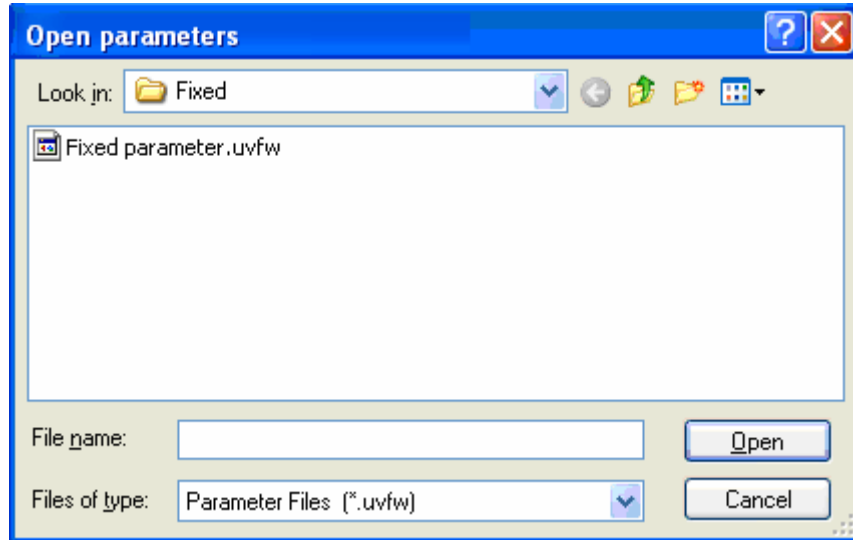 Open parameters
Look in: Fixed
Fixed parameter.uvfw
File name:
Open
Files of type: Parameter Files (*.uvfw)
Cancel